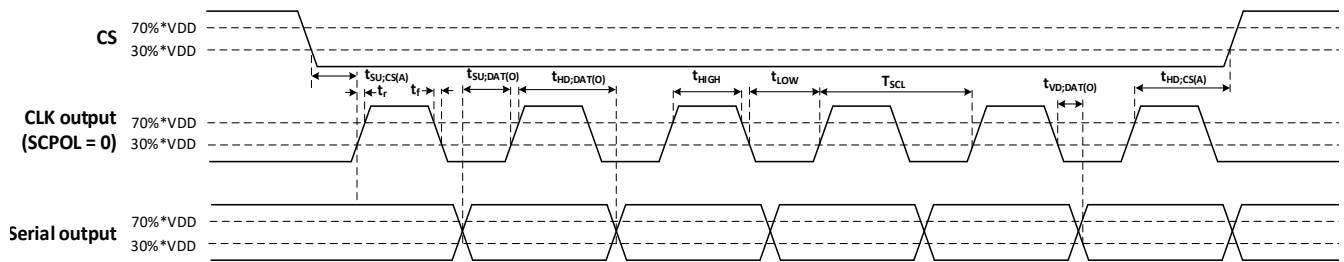 CS
70%*VDD
30%*VDD
tSU;CS(A)
tr
tf
tSU;DAT(O)
tHD;DAT(O)
tHIGH
tLOW
TSCL
tVD;DAT(O)
tHD;CS(A)
CLK output
(SCPOL = 0)
70%*VDD
30%*VDD
Serial output
70%*VDD
30%*VDD